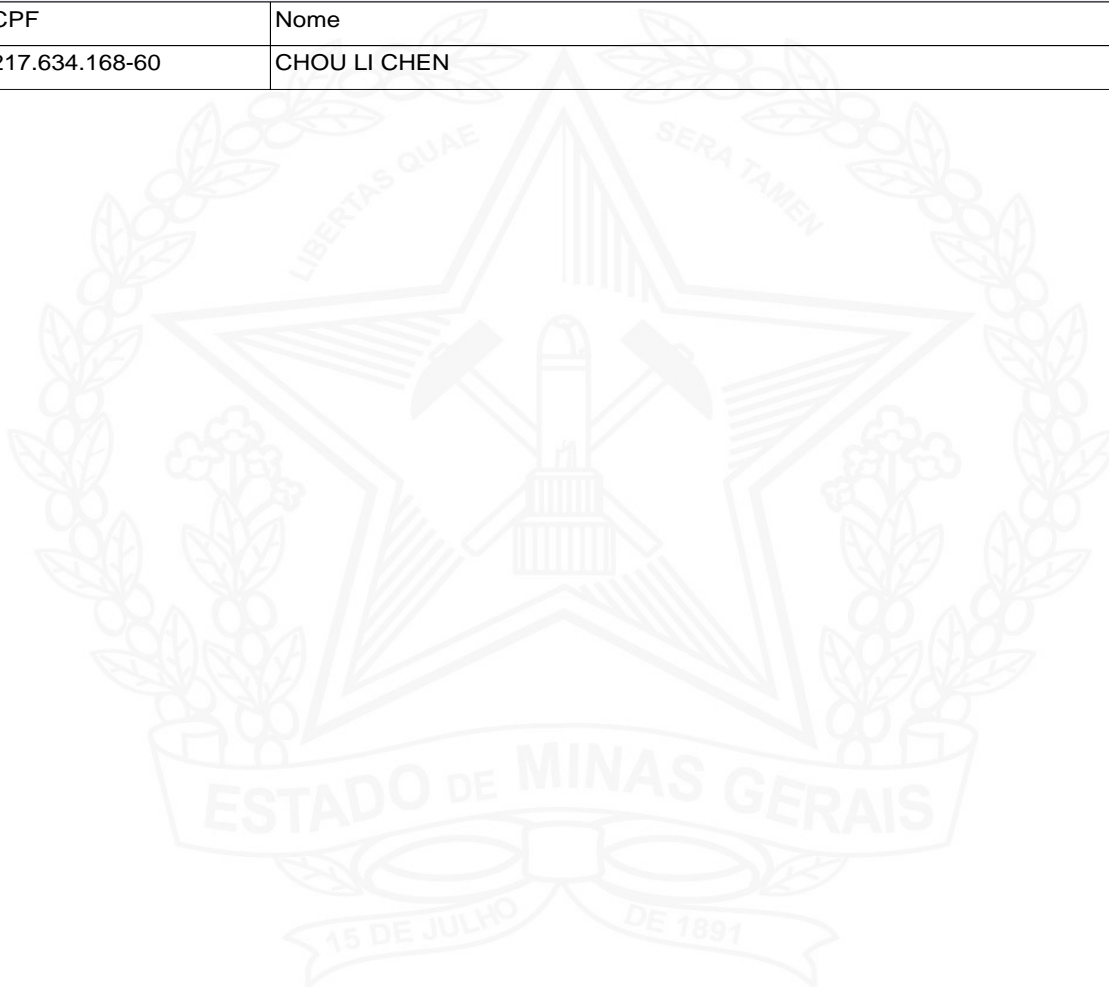 CPF Nome
217.634.168-60 CHOU LI CHEN
LIBERTAS QUAE SERA TAMEN
ESTADO DE MINAS GERAIS
15 DE JULHO DE 1891